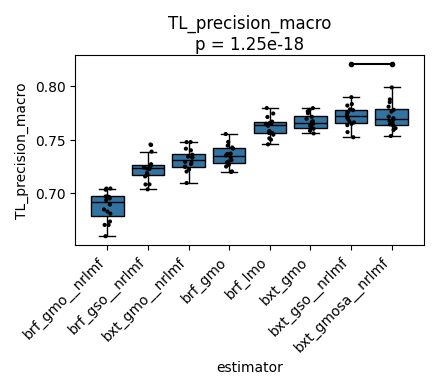 TL_precision_macro
p = 1.25e-18
TL_precision_macro
0.80
0.75
0.70
brf_gmo__nrlmf
brf_gso__nrlmf
bxt_gmo__nrlmf
brf_gmo
brf_lmo
bxt_gmo
bxt_gso__nrlmf
bxt_gmosa__nrlmf
estimator